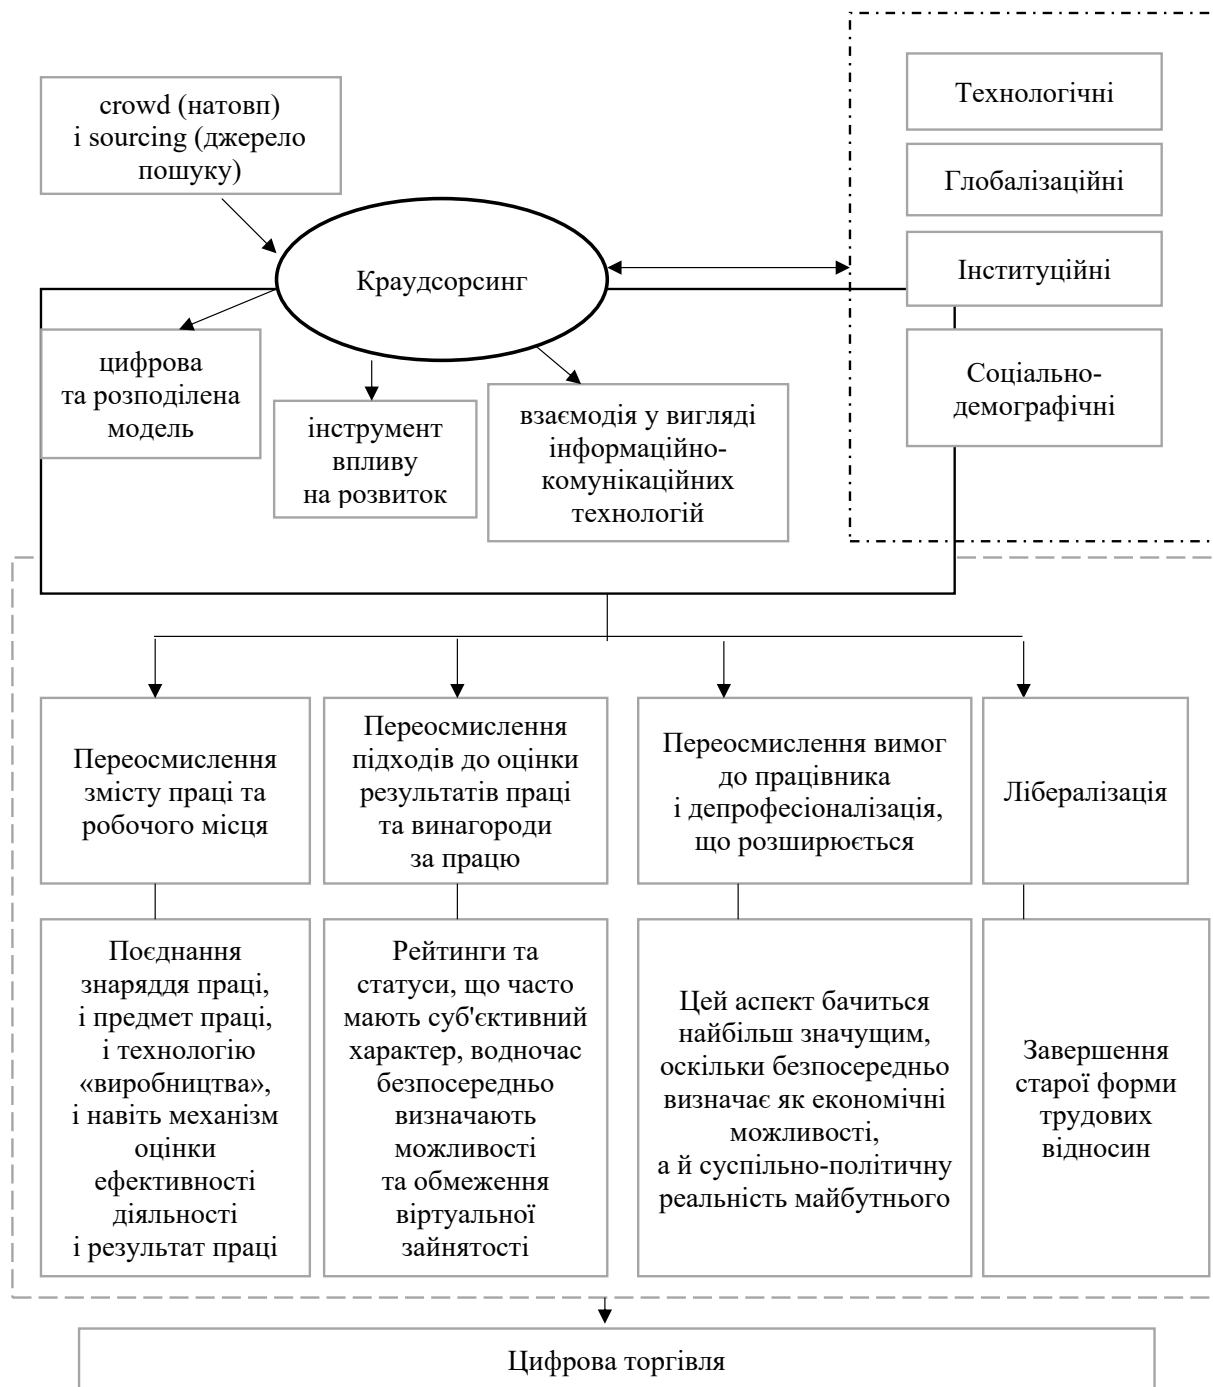 crowd (натовп)
і sourcing (джерело
пошуку)
Технологічні
Глобалізаційні
Інституційні
Соціально-
демографічні
Краудсорсинг
цифрова
та розподілена
модель
інструмент
впливу
на розвиток
взаємодія у вигляді
інформаційно-
комунікаційних
технологій
Переосмислення
змісту праці та
робочого місця
Переосмислення
підходів до оцінки
результатів праці
та винагороди
за працю
Переосмислення вимог
до працівника
і депрофесіоналізація,
що розширюється
Лібералізація
Поєднання
знаряддя праці,
і предмет праці,
і технологію
«виробництва»,
і навіть механізм
оцінки
ефективності
діяльності
і результат праці
Рейтинги та
статуси, що часто
мають суб'єктивний
характер, водночас
безпосередньо
визначають
можливості
та обмеження
віртуальної
зайнятості
Цей аспект бачиться
найбільш значущим,
оскільки безпосередньо
визначає як економічні
можливості,
а й суспільно-політичну
реальність майбутнього
Завершення
старої форми
трудових
відносин
Цифрова торгівля